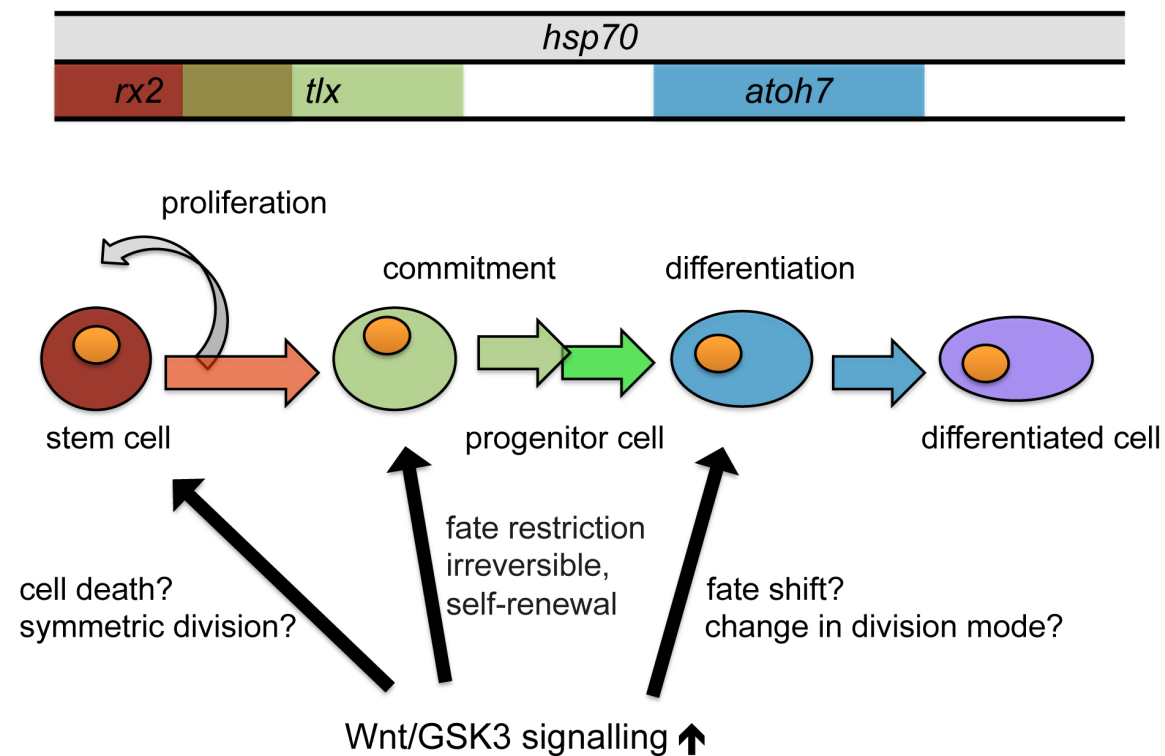 hsp70
rx2
tlx
atoh7
proliferation
commitment
differentiation
stem cell
progenitor cell
differentiated cell
fate restriction
irreversible,
self-renewal
cell death?
symmetric division?
fate shift?
change in division mode?
Wnt/GSK3 signalling